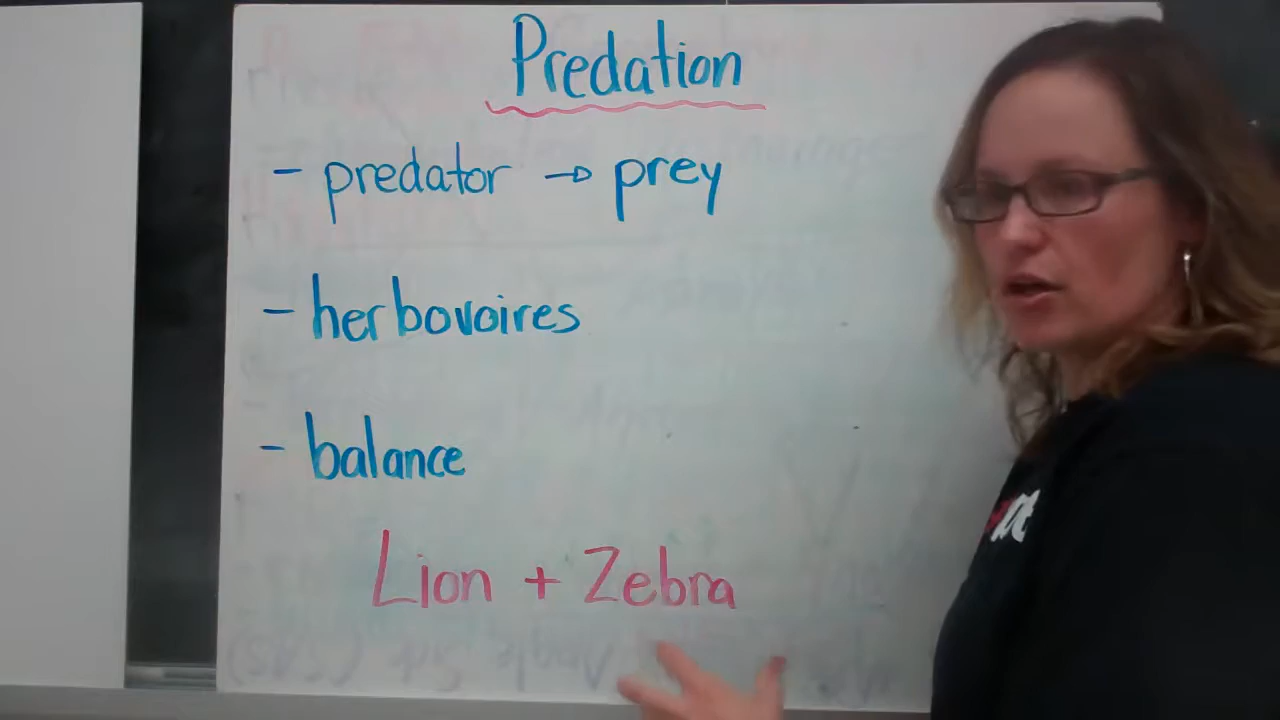 Predation
- predator → prey
- herbovoires
- balance
Lion + Zebra